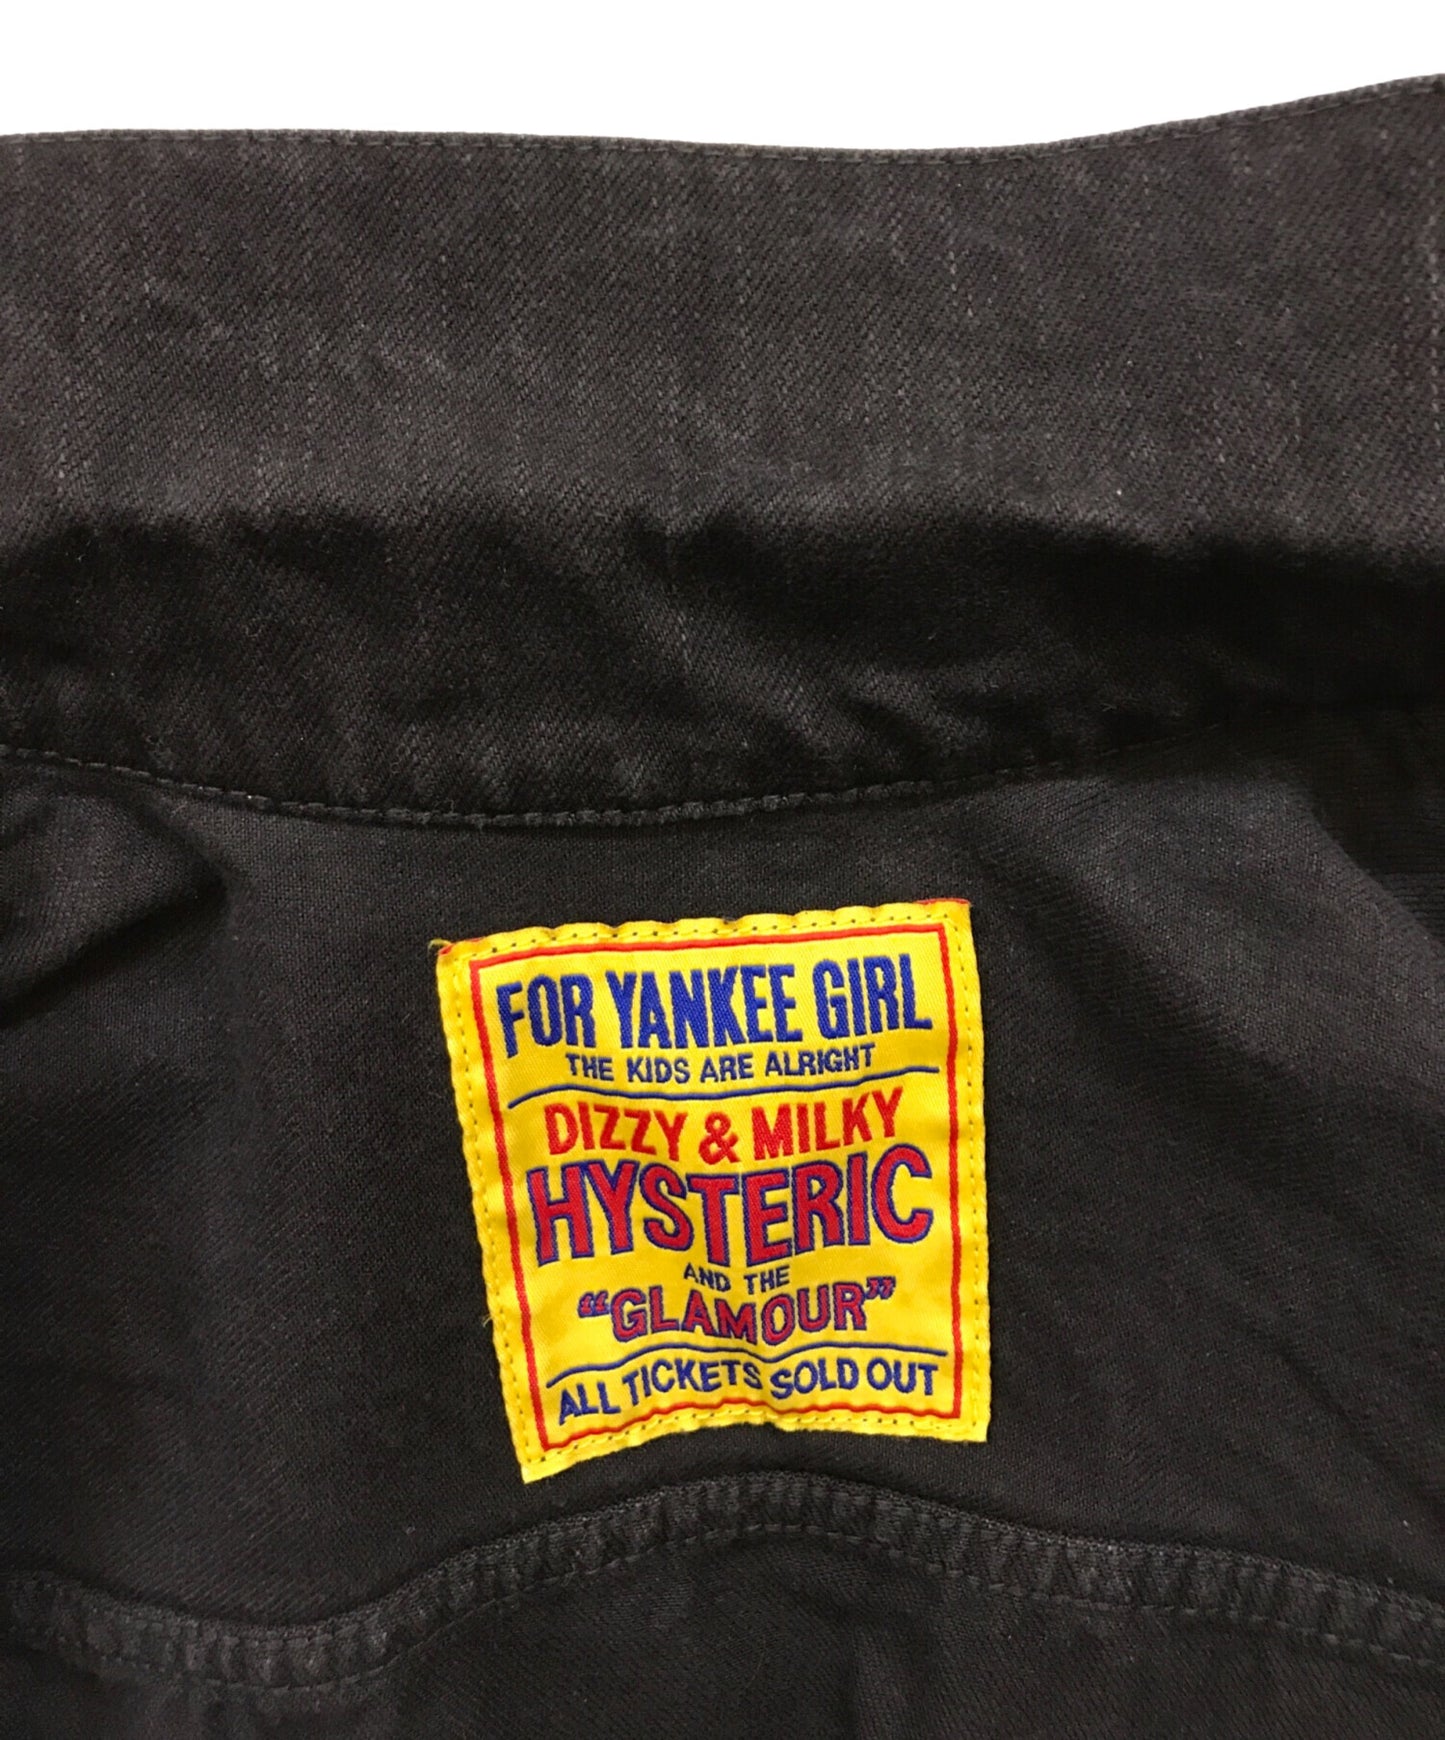 FOR YANKEE GIRL
THE KIDS ARE ALRIGHT
DIZZY & MILKY
HYSTERIC
AND THE
“GLAMOUR”
ALL TICKETS SOLD OUT